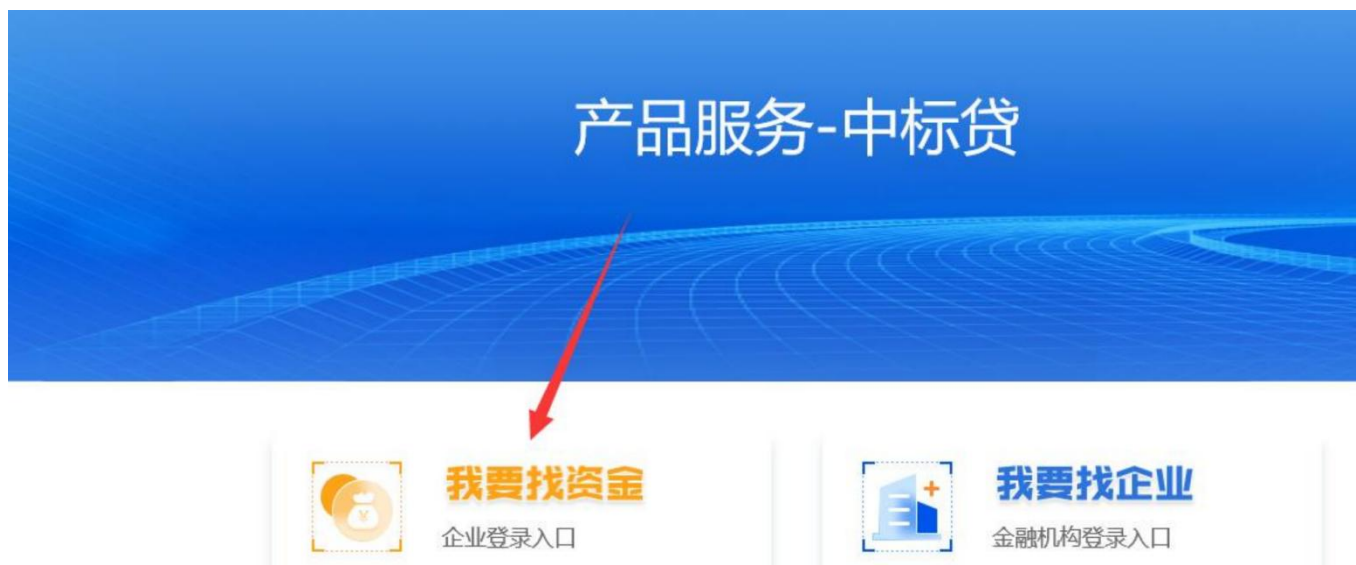 产品服务-中标贷
我要找资金
企业登录入口
我要找企业
金融机构登录入口